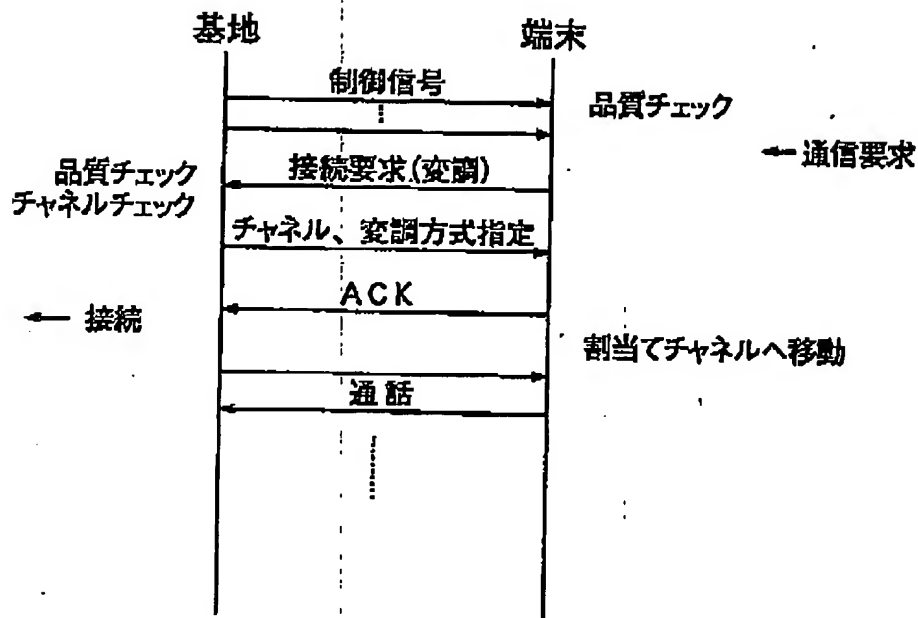 基地
端末
制御信号
品質チェック
← 通信要求
接続要求(変調)
品質チェック
チャネルチェック
チャネル、変調方式指定
ACK
← 接続
割当てチャネルへ移動
通話